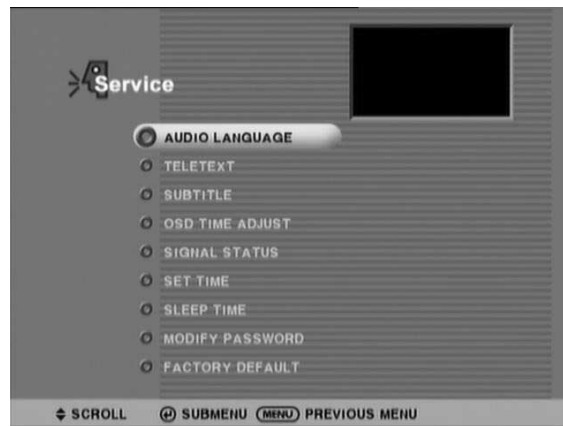 Service
AUDIO LANGUAGE
TELETEXT
SUBTITLE
OSD TIME ADJUST
SIGNAL STATUS
SET TIME
SLEEP TIME
MODIFY PASSWORD
FACTORY DEFAULT
SCROLL SUBMENU MENU PREVIOUS MENU